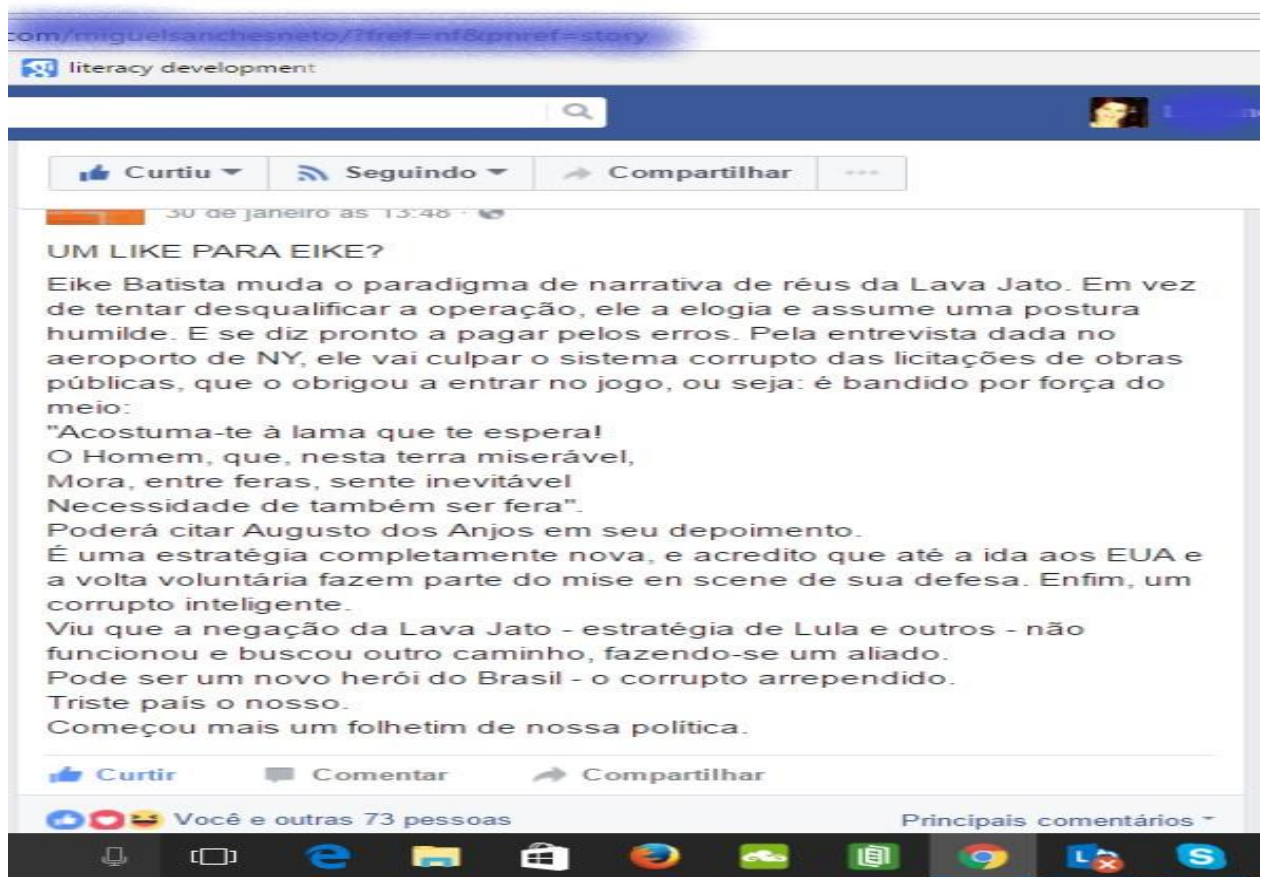 com/miguelsanchesneto/?fref=nf&pnref=story
literacy development
Curtiu
Seguindo
Compartilhar
30 de janeiro às 13:48
UM LIKE PARA EIKE?
Eike Batista muda o paradigma de narrativa de réus da Lava Jato. Em vez
de tentar desqualificar a operação, ele a elogia e assume uma postura
humilde. E se diz pronto a pagar pelos erros. Pela entrevista dada no
aeroporto de NY, ele vai culpar o sistema corrupto das licitações de obras
públicas, que o obrigou a entrar no jogo, ou seja: é bandido por força do
meio:
"Acostuma-te à lama que te espera!
O Homem, que, nesta terra miserável,
Mora, entre feras, sente inevitável
Necessidade de também ser fera".
Poderá citar Augusto dos Anjos em seu depoimento.
É uma estratégia completamente nova, e acredito que até a ida aos EUA e
a volta voluntária fazem parte do mise en scene de sua defesa. Enfim, um
corrupto inteligente.
Viu que a negação da Lava Jato - estratégia de Lula e outros - não
funcionou e buscou outro caminho, fazendo-se um aliado.
Pode ser um novo herói do Brasil - o corrupto arrependido.
Triste país o nosso.
Começou mais um folhetim de nossa política.
Curtir
Comentar
Compartilhar
Você e outras 73 pessoas
Principais comentários